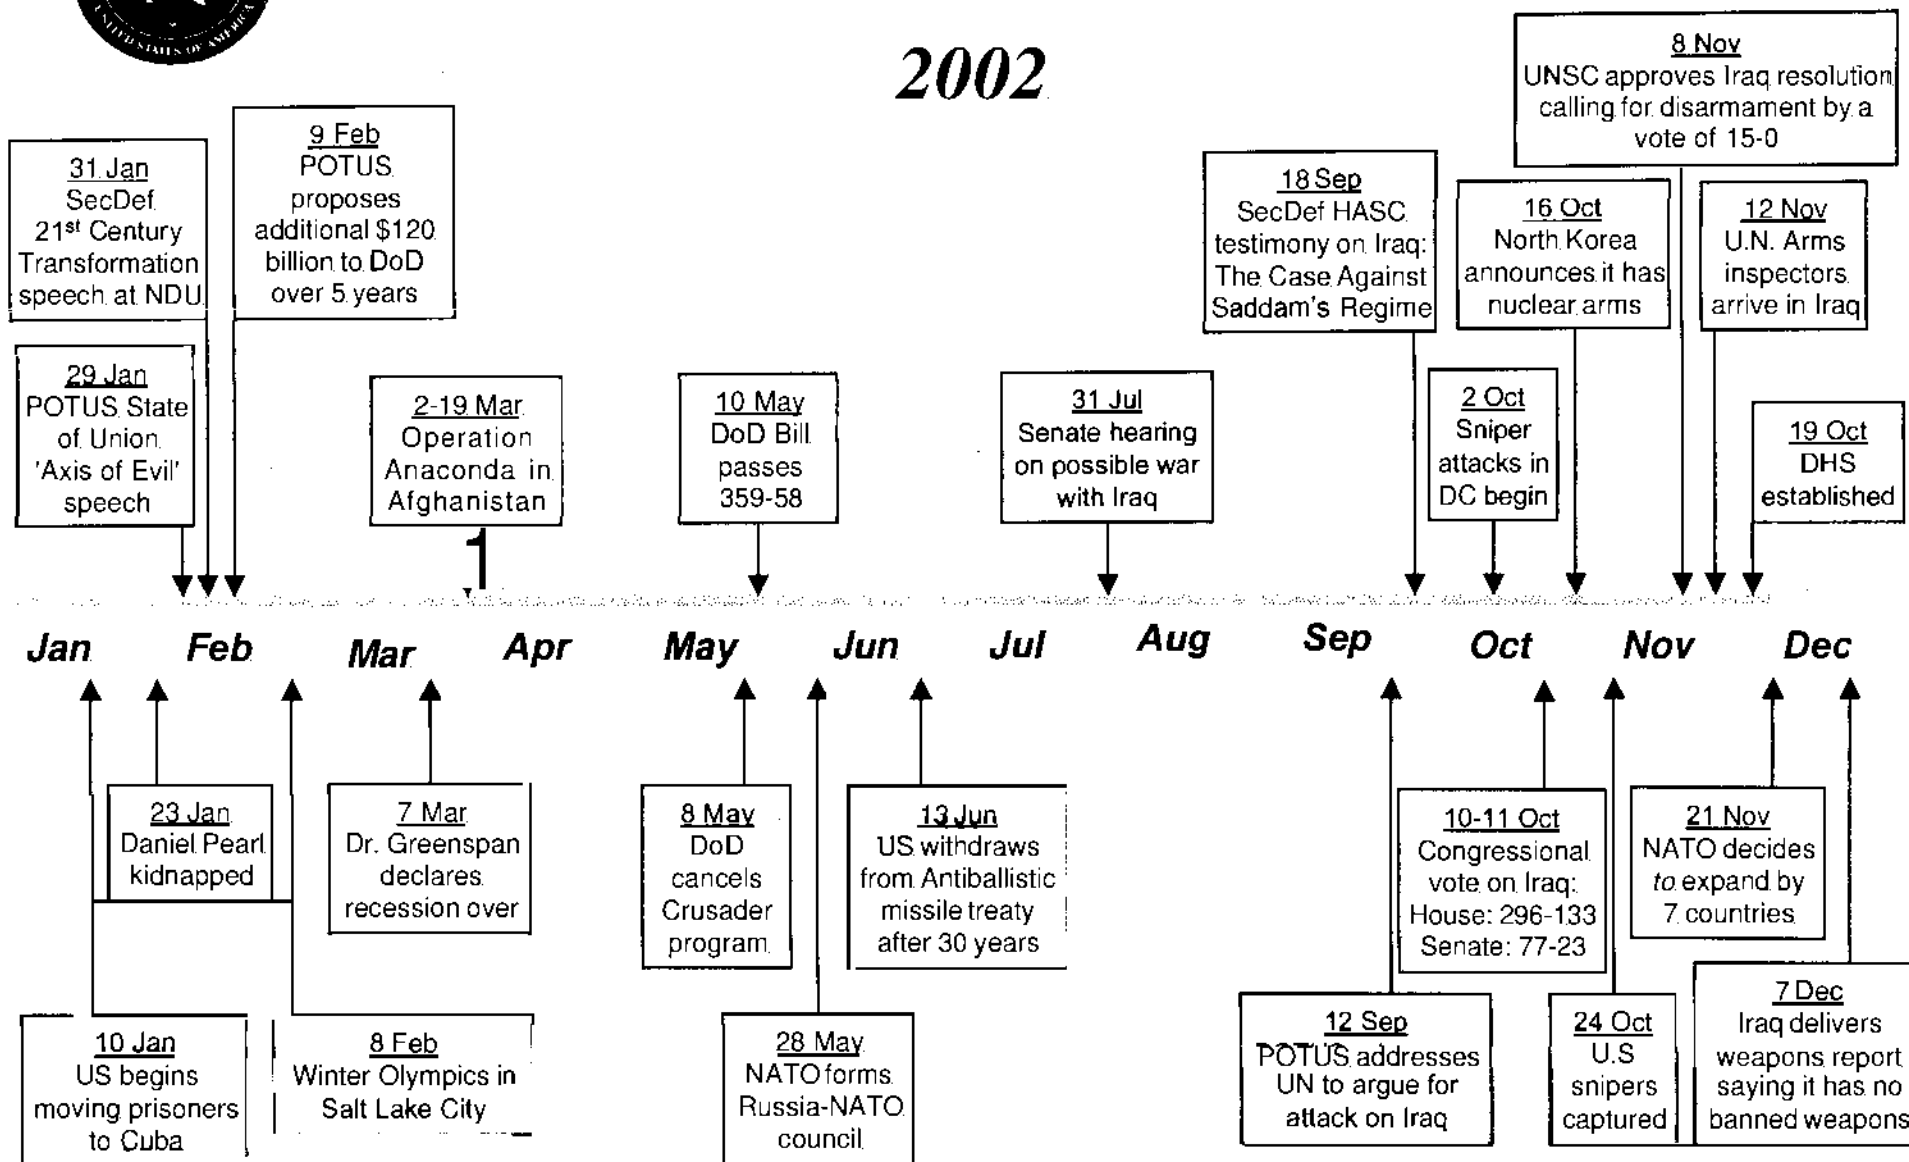 UNITED STATES OF AMERICA
2002
8 Nov
UNSC approves Iraq resolution
calling for disarmament by a
vote of 15-0
9 Feb
POTUS
proposes
additional $120
billion to DoD
over 5 years
31 Jan
SecDef
21st Century
Transformation
speech at NDU
18 Sep
SecDef HASC
testimony on Iraq:
The Case Against
Saddam's Regime
16 Oct
North Korea
announces it has
nuclear arms
12 Nov
U.N. Arms
inspectors
arrive in Iraq
29 Jan
POTUS State
of Union
'Axis of Evil'
speech
2-19 Mar
Operation
Anaconda in
Afghanistan
10 May
DoD Bill
passes
359-58
31 Jul
Senate hearing
on possible war
with Iraq
2 Oct
Sniper
attacks in
DC begin
19 Oct
DHS
established
Jan Feb Mar Apr May Jun Jul Aug Sep Oct Nov Dec
23 Jan
Daniel Pearl
kidnapped
7 Mar
Dr. Greenspan
declares
recession over
8 May
DoD
cancels
Crusader
program
13 Jun
US withdraws
from Antiballistic
missile treaty
after 30 years
10-11 Oct
Congressional
vote on Iraq:
House: 296-133
Senate: 77-23
21 Nov
NATO decides
to expand by
7 countries
10 Jan
US begins
moving prisoners
to Cuba
8 Feb
Winter Olympics in
Salt Lake City
28 May
NATO forms
Russia-NATO
council
12 Sep
POTUS addresses
UN to argue for
attack on Iraq
24 Oct
U.S
snipers
captured
7 Dec
Iraq delivers
weapons report
saying it has no
banned weapons